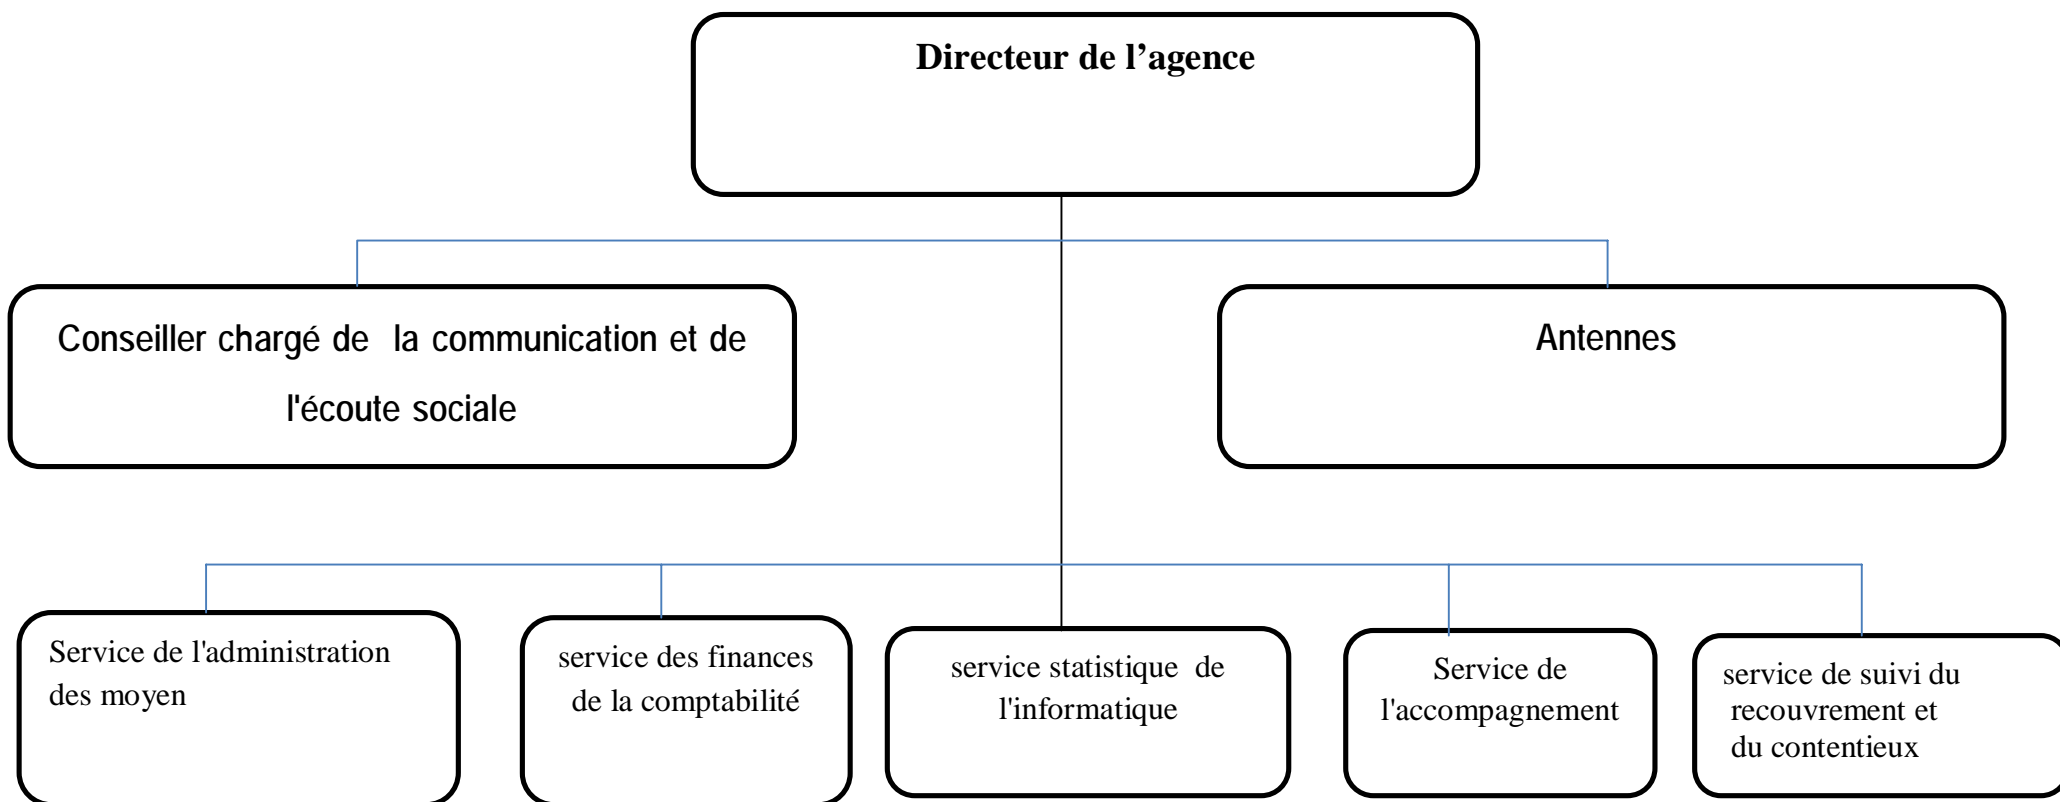 Directeur de l’agence
Conseiller chargé de la communication et de
l'écoute sociale
Antennes
Service de l'administration
des moyen
service des finances
de la comptabilité
service statistique de
l'informatique
Service de
l'accompagnement
service de suivi du
recouvrement et
du contentieux